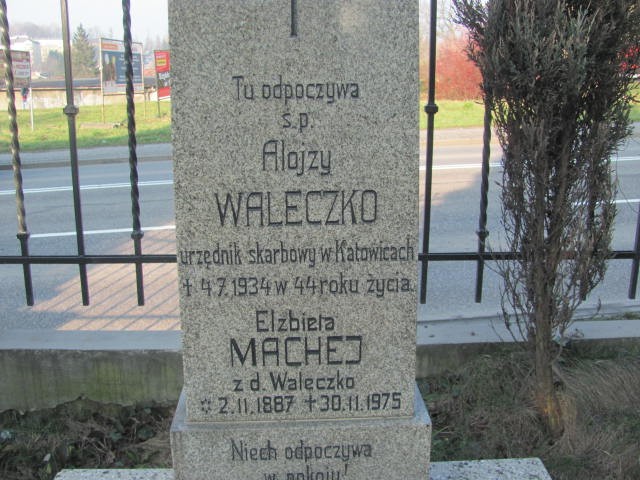 Tu odpoczywa
ś.p.
Alojzy
WALECZKO
urzędnik skarbowy w Katowicach
† 4.7.1934 w 44 roku życia.
Elżbieta
MACHEJ
z d. Waleczko
* 2.11.1887 † 30.11.1975
Niech odpoczywa
w pokoju!